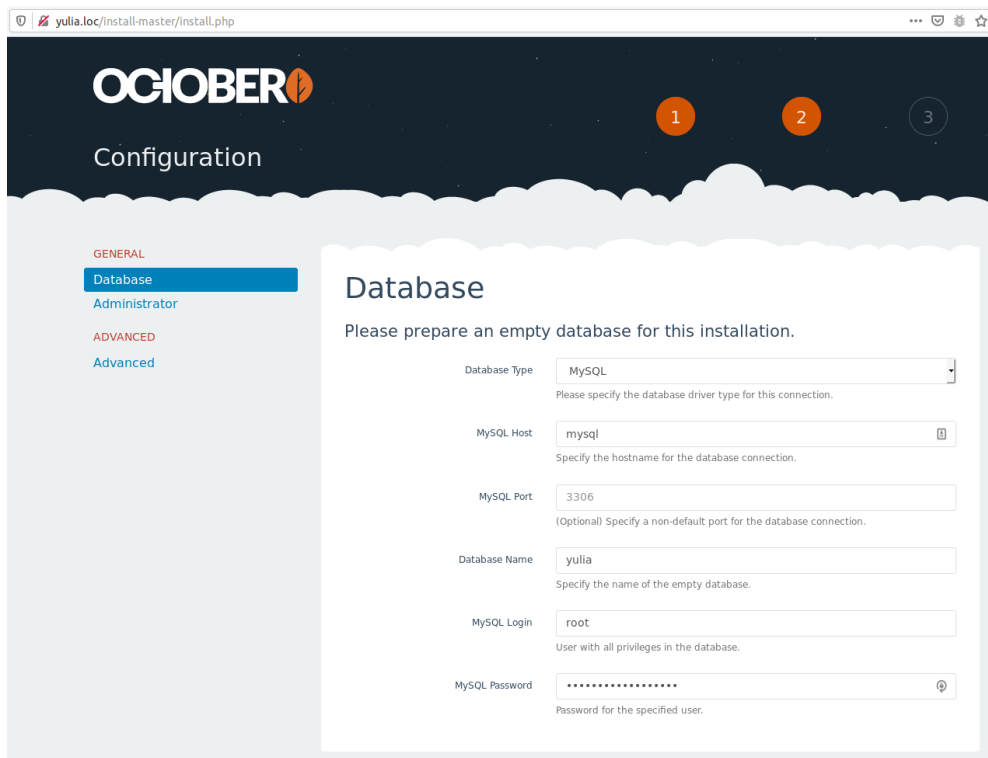 yulia.loc/install-master/install.php
OCTOBER
1
2
3
Configuration
GENERAL
Database
Administrator
ADVANCED
Advanced
Database
Please prepare an empty database for this installation.
Database Type
MySQL
Please specify the database driver type for this connection.
MySQL Host
mysql
Specify the hostname for the database connection.
MySQL Port
3306
(Optional) Specify a non-default port for the database connection.
Database Name
yulia
Specify the name of the empty database.
MySQL Login
root
User with all privileges in the database.
MySQL Password
••••••••••••••••••
Password for the specified user.